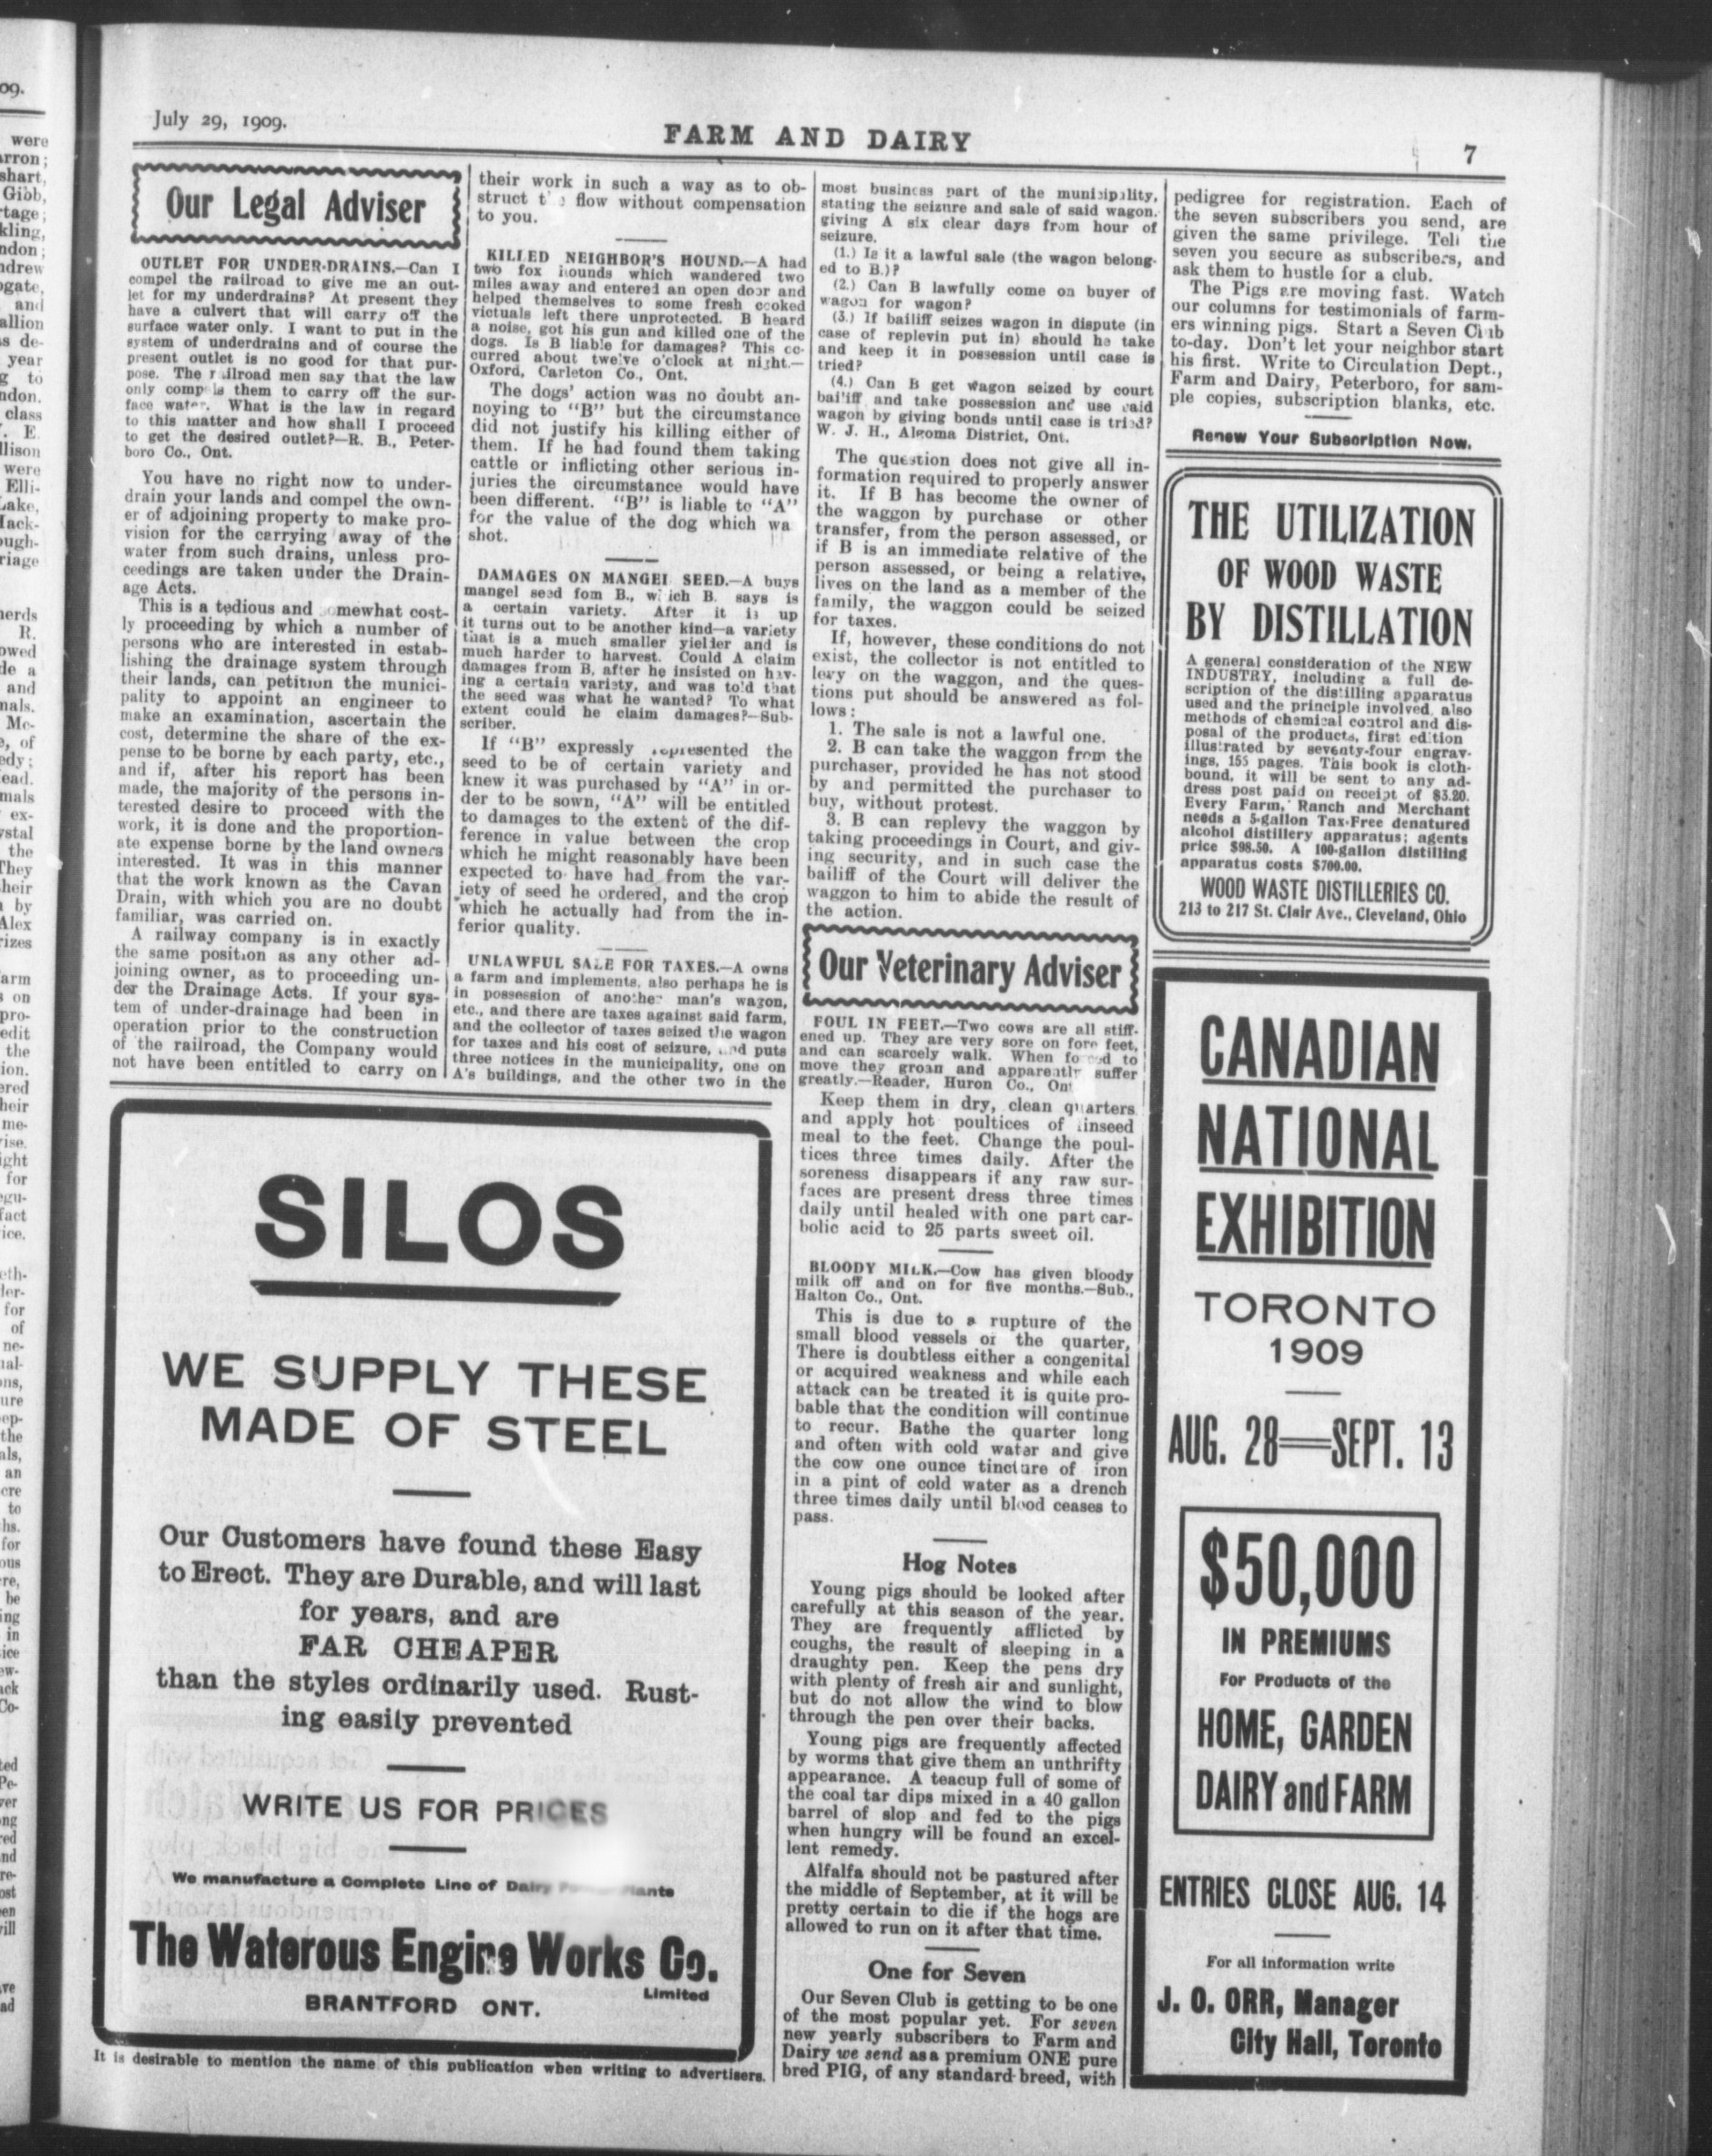 July 29, 1909.
FARM AND DAIRY
7
Our Legal Adviser
OUTLET FOR UNDER-DRAINS.—Can I
compel the railroad to give me an out-
let for my underdrains? At present they
have a culvert that will carry off the
surface water only. I want to put in the
system of underdrains and of course the
present outlet is no good for that pur-
pose. The railroad men say that the law
only compels them to carry off the sur-
face water. What is the law in regard
to this matter and how shall I proceed
to get the desired outlet?—R. B., Peter-
boro Co., Ont.
You have no right now to under-
drain your lands and compel the own-
er of adjoining property to make pro-
vision for the carrying away of the
water from such drains, unless pro-
ceedings are taken under the Drain-
age Acts.
This is a tedious and somewhat cost-
ly proceeding by which a number of
persons who are interested in estab-
lishing the drainage system through
their lands, can petition the munici-
pality to appoint an engineer to
make an examination, ascertain the
cost, determine the share of the ex-
pense to be borne by each party, etc.,
and if, after his report has been
made, the majority of the persons in-
terested desire to proceed with the
work, it is done and the proportion-
ate expense borne by the land owners
interested. It was in this manner
that the work known as the Cavan
Drain, with which you are no doubt
familiar, was carried on.
A railway company is in exactly
the same position as any other ad-
joining owner, as to proceeding un-
der the Drainage Acts. If your sys-
tem of under-drainage had been in
operation prior to the construction
of the railroad, the Company would
not have been entitled to carry on
their work in such a way as to ob-
struct the flow without compensation
to you.
KILLED NEIGHBOR'S HOUND.—A had
two fox hounds which wandered two
miles away and entered an open door and
helped themselves to some fresh cooked
victuals left there unprotected. B heard
a noise, got his gun and killed one of the
dogs. Is B liable for damages? This oc-
curred about twelve o'clock at night.—
Oxford, Carleton Co., Ont.
The dogs' action was no doubt an-
noying to "B" but the circumstance
did not justify his killing either of
them. If he had found them taking
cattle or inflicting other serious in-
juries the circumstance would have
been different. "B" is liable to "A"
for the value of the dog which wa
shot.
DAMAGES ON MANGEL SEED.—A buys
mangel seed fom B., which B. says is
a certain variety. After it is up
it turns out to be another kind—a variety
that is a much smaller yielder and is
much harder to harvest. Could A claim
damages from B, after he insisted on hav-
ing a certain variety, and was told that
the seed was what he wanted? To what
extent could he claim damages?—Sub-
scriber.
If "B" expressly represented the
seed to be of certain variety and
knew it was purchased by "A" in or-
der to be sown, "A" will be entitled
to damages to the extent of the dif-
ference in value between the crop
which he might reasonably have been
expected to have had from the var-
iety of seed he ordered, and the crop
which he actually had from the in-
ferior quality.
UNLAWFUL SALE FOR TAXES.—A owns
a farm and implements, also perhaps he is
in possession of another man's wagon,
etc., and there are taxes against said farm,
and the collector of taxes seized the wagon
for taxes and his cost of seizure, and puts
three notices in the municipality, one on
A's buildings, and the other two in the
most business part of the municipality,
stating the seizure and sale of said wagon,
giving A six clear days from hour of
seizure.
(1.) Is it a lawful sale (the wagon belong-
ed to B.)?
(2.) Can B lawfully come on buyer of
wagon for wagon?
(3.) If bailiff seizes wagon in dispute (in
case of replevin put in) should he take
and keep it in possession until case is
tried?
(4.) Can B get wagon seized by court
bailiff and take possession and use said
wagon by giving bonds until case is tried?
W. J. H., Algoma District, Ont.
The question does not give all in-
formation required to properly answer
it. If B has become the owner of
the waggon by purchase or other
transfer, from the person assessed, or
if B is an immediate relative of the
person assessed, or being a relative,
lives on the land as a member of the
family, the waggon could be seized
for taxes.
If, however, these conditions do not
exist, the collector is not entitled to
levy on the waggon, and the ques-
tions put should be answered as fol-
lows:
1. The sale is not a lawful one.
2. B can take the waggon from the
purchaser, provided he has not stood
by and permitted the purchaser to
buy, without protest.
3. B can replevy the waggon by
taking proceedings in Court, and giv-
ing security, and in such case the
bailiff of the Court will deliver the
waggon to him to abide the result of
the action.
Our Veterinary Adviser
FOUL IN FEET.—Two cows are all stiff-
ened up. They are very sore on fore feet,
and can scarcely walk. When forced to
move they groan and apparently suffer
greatly.—Reader, Huron Co., Ont
Keep them in dry, clean quarters
and apply hot poultices of linseed
meal to the feet. Change the poul-
tices three times daily. After the
soreness disappears if any raw sur-
faces are present dress three times
daily until healed with one part car-
bolic acid to 25 parts sweet oil.
BLOODY MILK.—Cow has given bloody
milk off and on for five months.—Sub.,
Halton Co., Ont.
This is due to a rupture of the
small blood vessels or the quarter,
There is doubtless either a congenital
or acquired weakness and while each
attack can be treated it is quite pro-
bable that the condition will continue
to recur. Bathe the quarter long
and often with cold water and give
the cow one ounce tincture of iron
in a pint of cold water as a drench
three times daily until blood ceases to
pass.
Hog Notes
Young pigs should be looked after
carefully at this season of the year.
They are frequently afflicted by
coughs, the result of sleeping in a
draughty pen. Keep the pens dry
with plenty of fresh air and sunlight,
but do not allow the wind to blow
through the pen over their backs.
Young pigs are frequently affected
by worms that give them an unthrifty
appearance. A teacup full of some of
the coal tar dips mixed in a 40 gallon
barrel of slop and fed to the pigs
when hungry will be found an excel-
lent remedy.
Alfalfa should not be pastured after
the middle of September, at it will be
pretty certain to die if the hogs are
allowed to run on it after that time.
One for Seven
Our Seven Club is getting to be one
of the most popular yet. For seven
new yearly subscribers to Farm and
Dairy we send as a premium ONE pure
bred PIG, of any standard breed, with
pedigree for registration. Each of
the seven subscribers you send, are
given the same privilege. Tell the
seven you secure as subscribers, and
ask them to hustle for a club.
The Pigs are moving fast. Watch
our columns for testimonials of farm-
ers winning pigs. Start a Seven Club
to-day. Don't let your neighbor start
his first. Write to Circulation Dept.,
Farm and Dairy, Peterboro, for sam-
ple copies, subscription blanks, etc.
Renew Your Subscription Now.
THE UTILIZATION
OF WOOD WASTE
BY DISTILLATION
A general consideration of the NEW
INDUSTRY, including a full de-
scription of the distilling apparatus
used and the principle involved, also
methods of chemical control and dis-
posal of the products, first edition
illustrated by seventy-four engrav-
ings, 155 pages. This book is cloth-
bound, it will be sent to any ad-
dress post paid on receipt of $3.20.
Every Farm, Ranch and Merchant
needs a 5-gallon Tax-Free denatured
alcohol distillery apparatus; agents
price $98.50. A 100-gallon distilling
apparatus costs $700.00.
WOOD WASTE DISTILLERIES CO.
213 to 217 St. Clair Ave., Cleveland, Ohio
CANADIAN
NATIONAL
EXHIBITION
TORONTO
1909
AUG. 28—SEPT. 13
$50,000
IN PREMIUMS
For Products of the
HOME, GARDEN
DAIRY and FARM
ENTRIES CLOSE AUG. 14
For all information write
J. O. ORR, Manager
City Hall, Toronto
SILOS
WE SUPPLY THESE
MADE OF STEEL
Our Customers have found these Easy
to Erect. They are Durable, and will last
for years, and are
FAR CHEAPER
than the styles ordinarily used. Rust-
ing easily prevented
WRITE US FOR PRICES
We manufacture a Complete Line of Dairy Plants
The Waterous Engine Works Co.
Limited
BRANTFORD ONT.
It is desirable to mention the name of this publication when writing to advertisers.